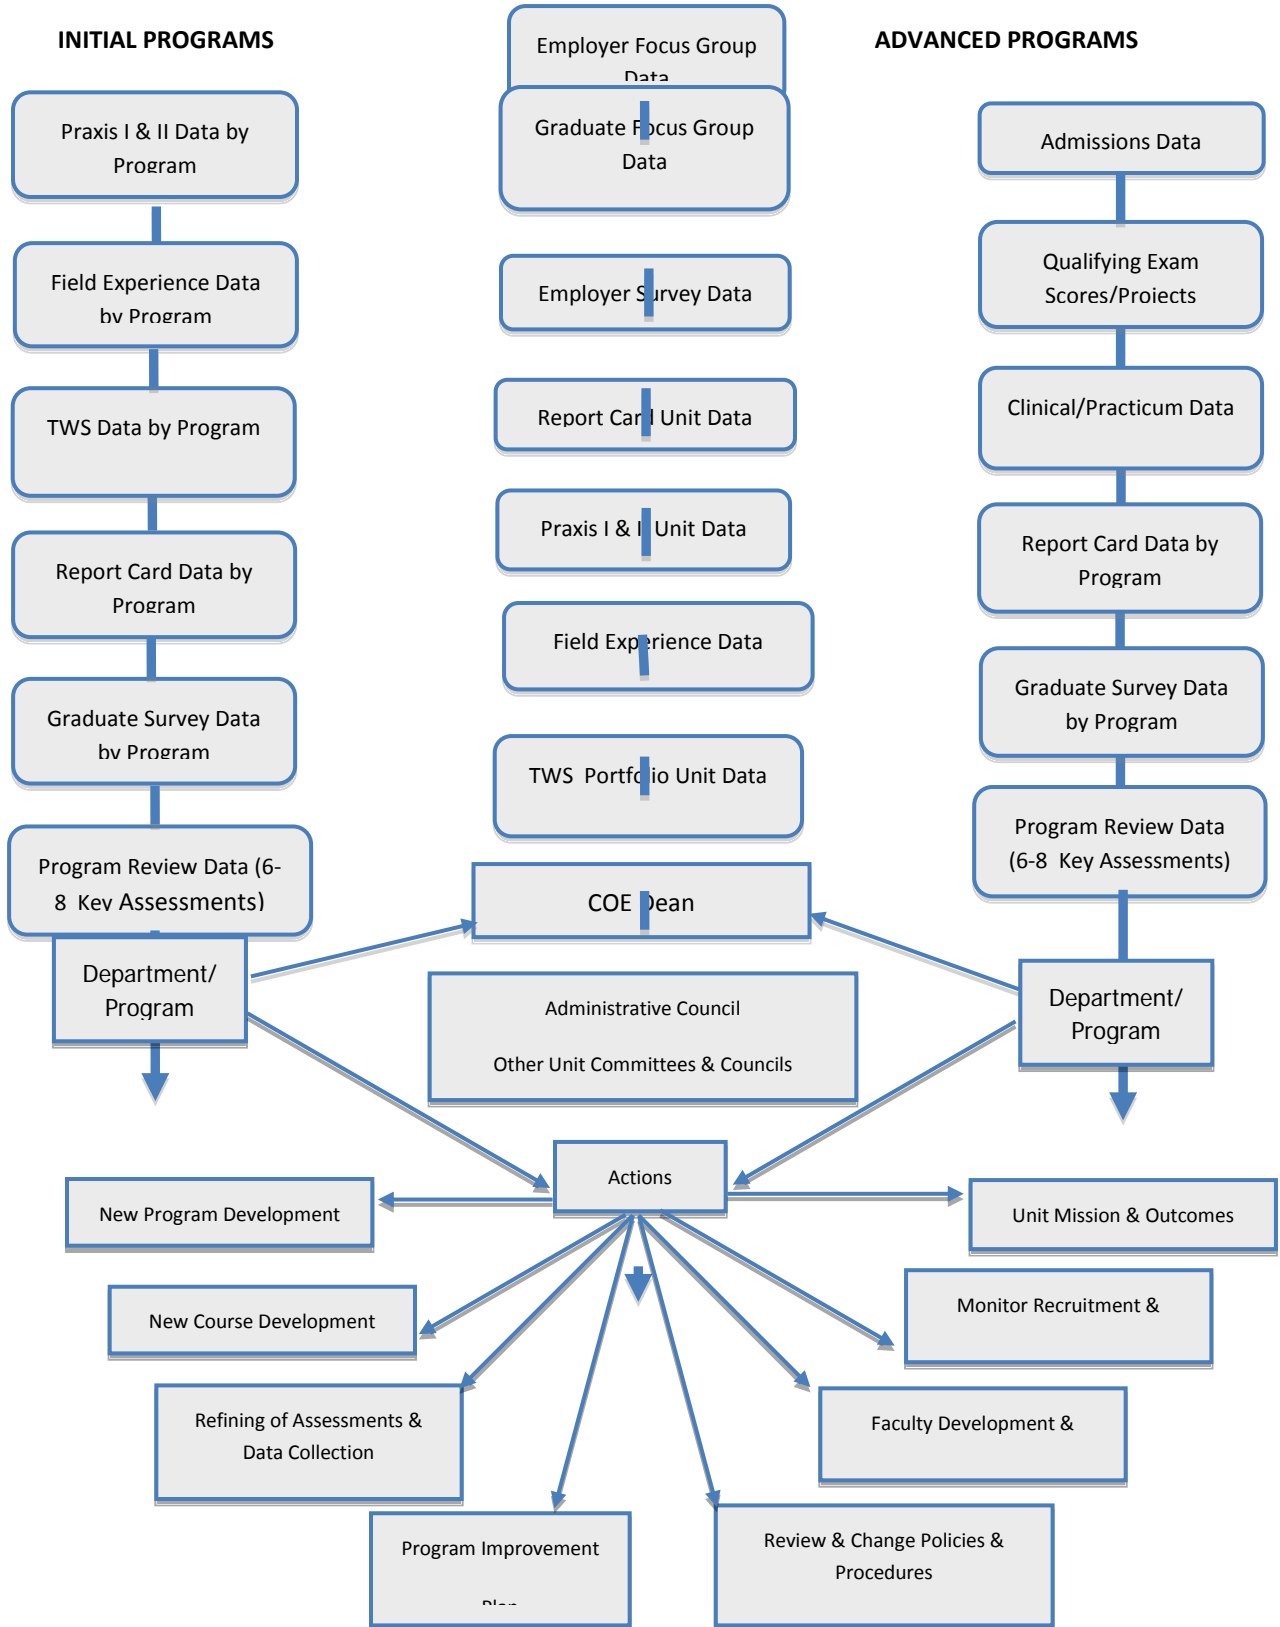 INITIAL PROGRAMS
Praxis I & II Data by
Program
Field Experience Data
by Program
TWS Data by Program
Report Card Data by
Program
Graduate Survey Data
by Program
Program Review Data (6-
8 Key Assessments)
Department/
Program
Employer Focus Group
Data
Graduate Focus Group
Data
Employer Survey Data
Report Card Unit Data
Praxis I & II Unit Data
Field Experience Data
TWS Portfolio Unit Data
COE Dean
Administrative Council
Other Unit Committees & Councils
ADVANCED PROGRAMS
Admissions Data
Qualifying Exam
Scores/Projects
Clinical/Practicum Data
Report Card Data by
Program
Graduate Survey Data
by Program
Program Review Data
(6-8 Key Assessments)
Department/
Program
Actions
New Program Development
New Course Development
Refining of Assessments &
Data Collection
Program Improvement
Plan
Review & Change Policies &
Procedures
Faculty Development &
Monitor Recruitment &
Unit Mission & Outcomes